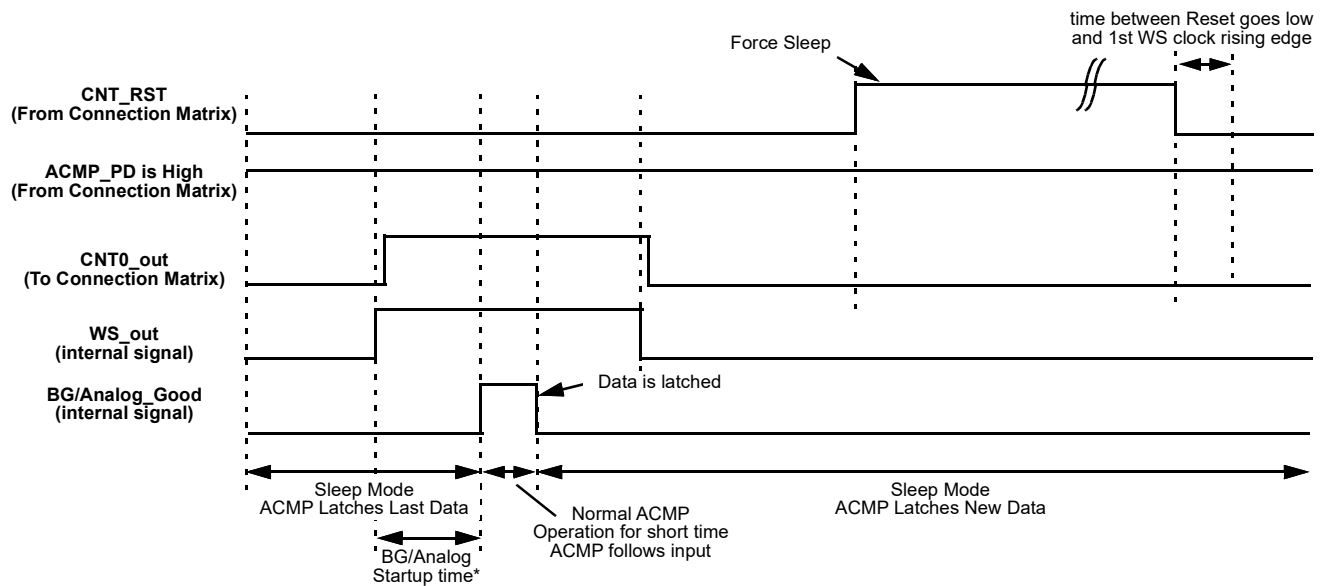 time between Reset goes low
and 1st WS clock rising edge
Force Sleep
CNT_RST
(From Connection Matrix)
ACMP_PD is High
(From Connection Matrix)
CNT0_out
(To Connection Matrix)
WS_out
(internal signal)
BG/Analog_Good
(internal signal)
Data is latched
Sleep Mode
ACMP Latches Last Data
Normal ACMP
Operation for short time
ACMP follows input
Sleep Mode
ACMP Latches New Data
BG/Analog
Startup time*